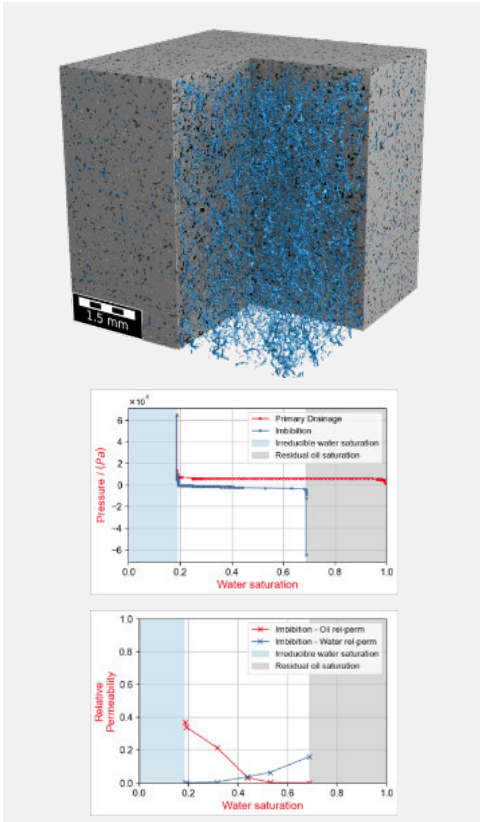 1.5 mm
×10⁴
Primary Drainage
Imbibition
Irreducible water saturation
Residual oil saturation
6
4
2
0
−2
−4
−6
Pressure / (Pa)
0.0 0.2 0.4 0.6 0.8 1.0
Water saturation
Imbibition - Oil rel-perm
Imbibition - Water rel-perm
Irreducible water saturation
Residual oil saturation
1.0
0.8
0.6
0.4
0.2
0.0
Relative
Permeability
0.0 0.2 0.4 0.6 0.8 1.0
Water saturation